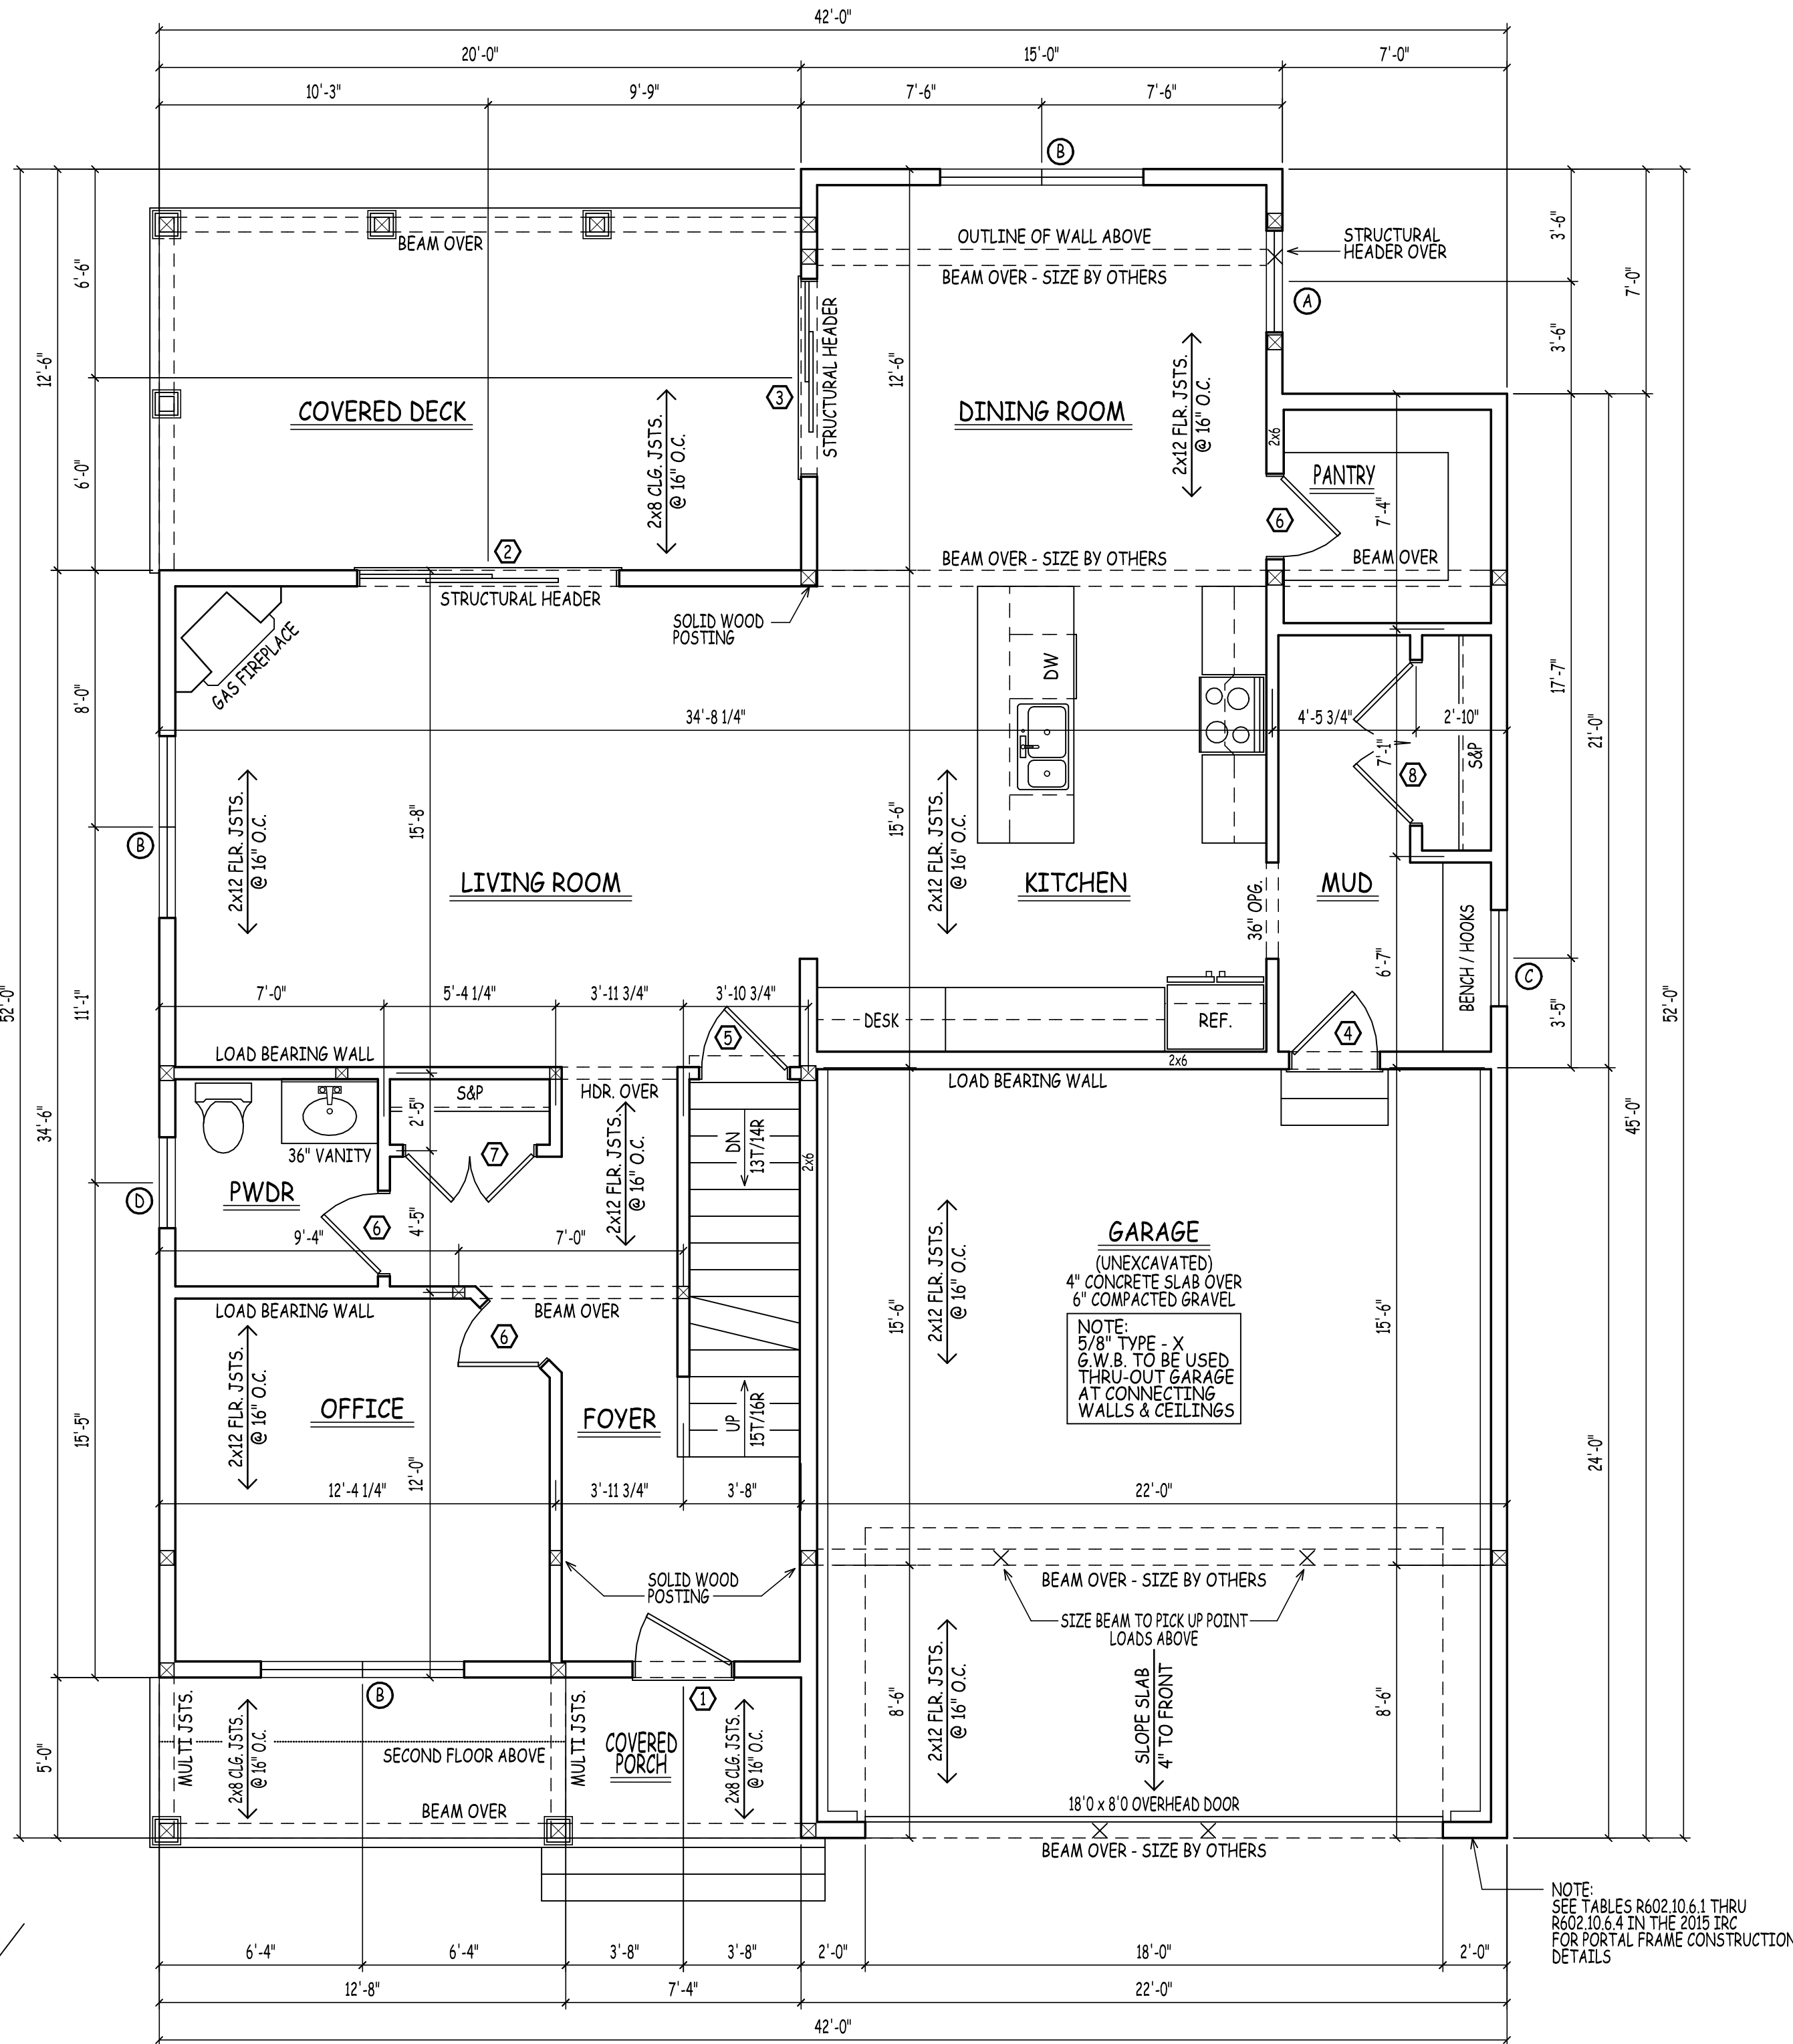 42'-0"
20'-0" 15'-0" 7'-0"
10'-3" 9'-9" 7'-6" 7'-6"
B
OUTLINE OF WALL ABOVE
BEAM OVER
BEAM OVER - SIZE BY OTHERS
STRUCTURAL
HEADER OVER
3'-6"
6'-6"
7'-0"
A
STRUCTURAL HEADER
3'-6"
12'-6"
12'-6"
3
COVERED DECK
DINING ROOM
2x8 CLG. JSTS.
@ 16" O.C.
2x12 FLR. JSTS.
@ 16" O.C.
2x6
PANTRY
6'-0"
7'-4"
6
2
BEAM OVER - SIZE BY OTHERS
BEAM OVER
STRUCTURAL HEADER
SOLID WOOD
POSTING
GAS FIREPLACE
DW
8'-0"
17'-7"
34'-8 1/4"
4'-5 3/4"
2'-10"
21'-0"
7'-1"
S&P
8
15'-8"
15'-6"
B
2x12 FLR. JSTS.
@ 16" O.C.
2x12 FLR. JSTS.
@ 16" O.C.
LIVING ROOM
KITCHEN
MUD
36" OPG.
BENCH / HOOKS
6'-7"
C
52'-0"
11'-1"
7'-0" 5'-4 1/4" 3'-11 3/4" 3'-10 3/4"
52'-0"
3'-5"
DESK
REF.
5
4
LOAD BEARING WALL
2x6
LOAD BEARING WALL
S&P
HDR. OVER
34'-6"
45'-0"
2'-5"
DN
13T/14R
2x6
36" VANITY
7
2x12 FLR. JSTS.
@ 16" O.C.
PWDR
D
6
4'-5"
9'-4" 7'-0"
GARAGE
(UNEXCAVATED)
4" CONCRETE SLAB OVER
6" COMPACTED GRAVEL
NOTE:
5/8" TYPE - X
G.W.B. TO BE USED
THRU-OUT GARAGE
AT CONNECTING
WALLS & CEILINGS
2x12 FLR. JSTS.
@ 16" O.C.
15'-6"
15'-6"
LOAD BEARING WALL
BEAM OVER
6
2x12 FLR. JSTS.
@ 16" O.C.
OFFICE
FOYER
UP
15T/16R
15'-5"
24'-0"
12'-0"
12'-4 1/4" 3'-11 3/4" 3'-8" 22'-0"
SOLID WOOD
POSTING
BEAM OVER - SIZE BY OTHERS
SIZE BEAM TO PICK UP POINT
LOADS ABOVE
SLOPE SLAB
4" TO FRONT
2x12 FLR. JSTS.
@ 16" O.C.
8'-6"
8'-6"
B
1
MULTI JSTS.
2x8 CLG. JSTS.
@ 16" O.C.
SECOND FLOOR ABOVE
MULTI JSTS.
COVERED
PORCH
2x8 CLG. JSTS.
@ 16" O.C.
5'-0"
BEAM OVER
18'0 x 8'0 OVERHEAD DOOR
BEAM OVER - SIZE BY OTHERS
NOTE:
SEE TABLES R602.10.6.1 THRU
R602.10.6.4 IN THE 2015 IRC
FOR PORTAL FRAME CONSTRUCTION
DETAILS
6'-4" 6'-4" 3'-8" 3'-8" 2'-0" 18'-0" 2'-0"
12'-8" 7'-4" 22'-0"
42'-0"